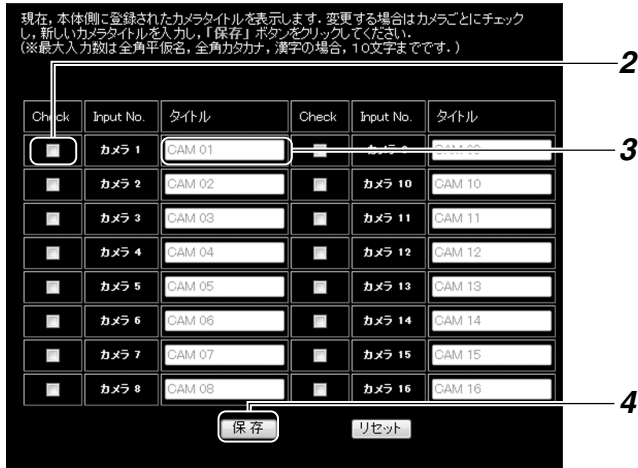 現在，本体側に登録されたカメラタイトルを表示します．変更する場合はカメラごとにチェック
し，新しいカメラタイトルを入力し，「保存」ボタンをクリックしてください．
(※最大入力数は全角平仮名，全角カタカナ，漢字の場合，10文字までです．)
2
Check Input No. タイトル Check Input No. タイトル
カメラ 1 CAM 01 3
カメラ 2 CAM 02 カメラ 10 CAM 10
カメラ 3 CAM 03 カメラ 11 CAM 11
カメラ 4 CAM 04 カメラ 12 CAM 12
カメラ 5 CAM 05 カメラ 13 CAM 13
カメラ 6 CAM 06 カメラ 14 CAM 14
カメラ 7 CAM 07 カメラ 15 CAM 15
カメラ 8 CAM 08 カメラ 16 CAM 16
4
保存 リセット